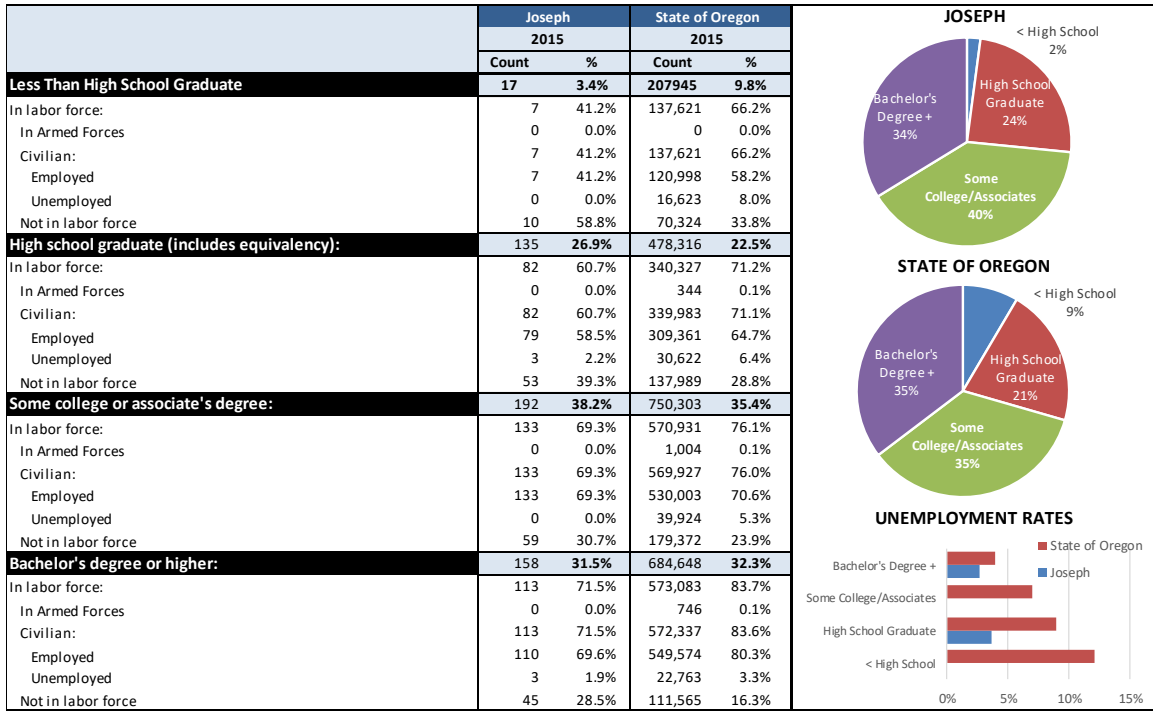 Joseph State of Oregon
2015 2015
Count % Count %
Less Than High School Graduate 17 3.4% 207945 9.8%
In labor force: 7 41.2% 137,621 66.2%
In Armed Forces 0 0.0% 0 0.0%
Civilian: 7 41.2% 137,621 66.2%
Employed 7 41.2% 120,998 58.2%
Unemployed 0 0.0% 16,623 8.0%
Not in labor force 10 58.8% 70,324 33.8%
High school graduate (includes equivalency): 135 26.9% 478,316 22.5%
In labor force: 82 60.7% 340,327 71.2%
In Armed Forces 0 0.0% 344 0.1%
Civilian: 82 60.7% 339,983 71.1%
Employed 79 58.5% 309,361 64.7%
Unemployed 3 2.2% 30,622 6.4%
Not in labor force 53 39.3% 137,989 28.8%
Some college or associate's degree: 192 38.2% 750,303 35.4%
In labor force: 133 69.3% 570,931 76.1%
In Armed Forces 0 0.0% 1,004 0.1%
Civilian: 133 69.3% 569,927 76.0%
Employed 133 69.3% 530,003 70.6%
Unemployed 0 0.0% 39,924 5.3%
Not in labor force 59 30.7% 179,372 23.9%
Bachelor's degree or higher: 158 31.5% 684,648 32.3%
In labor force: 113 71.5% 573,083 83.7%
In Armed Forces 0 0.0% 746 0.1%
Civilian: 113 71.5% 572,337 83.6%
Employed 110 69.6% 549,574 80.3%
Unemployed 3 1.9% 22,763 3.3%
Not in labor force 45 28.5% 111,565 16.3%
JOSEPH
< High School
2%
High School
Graduate
24%
Some
College/Associates
40%
Bachelor's
Degree +
34%
STATE OF OREGON
< High School
9%
High School
Graduate
21%
Some
College/Associates
35%
Bachelor's
Degree +
35%
UNEMPLOYMENT RATES
State of Oregon
Joseph
Bachelor's Degree +
Some College/Associates
High School Graduate
< High School
0% 5% 10% 15%